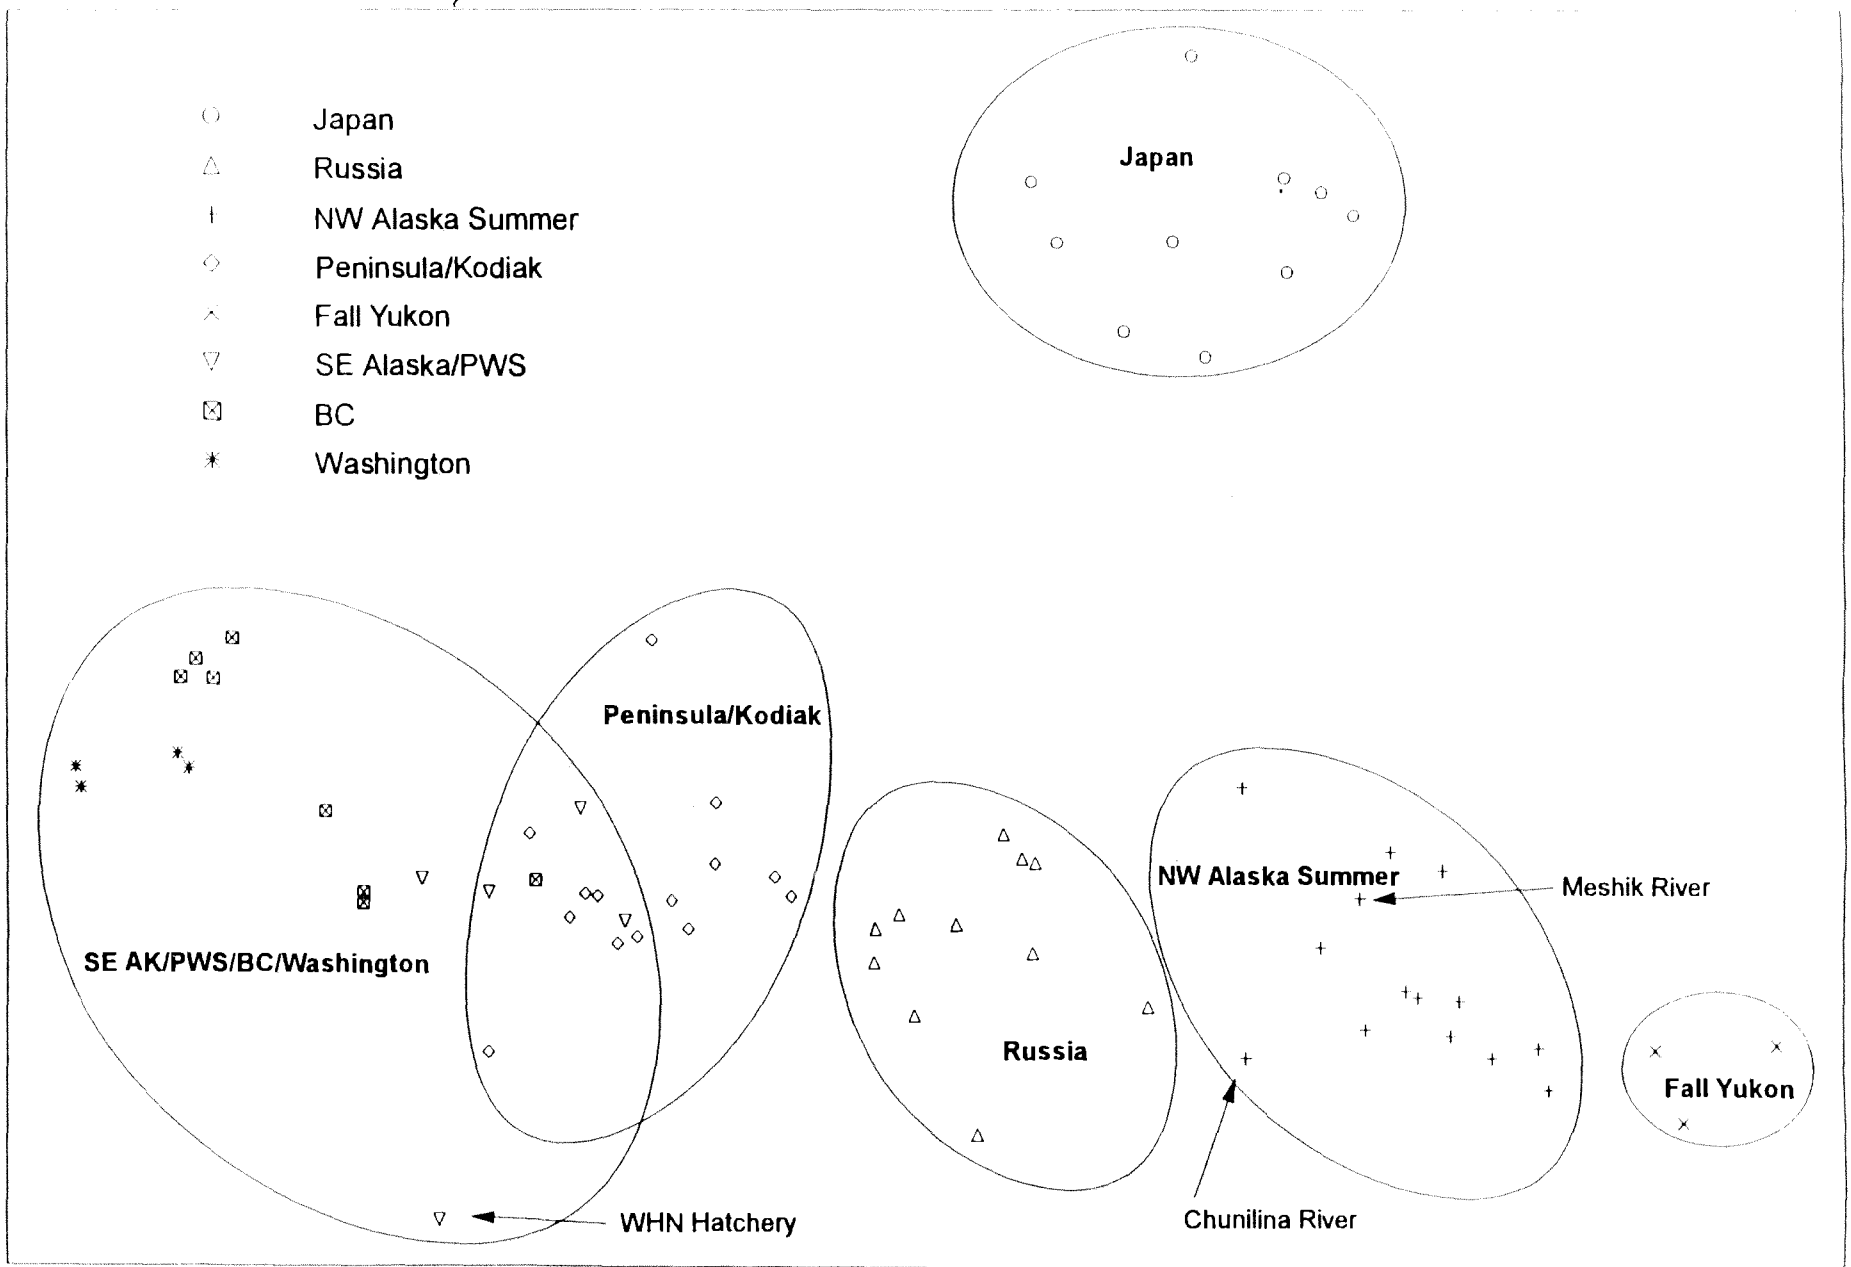 Japan
Russia
NW Alaska Summer
Peninsula/Kodiak
Fall Yukon
SE Alaska/PWS
BC
Washington
Japan
Peninsula/Kodiak
NW Alaska Summer
Meshik River
SE AK/PWS/BC/Washington
Russia
Fall Yukon
WHN Hatchery
Chunilina River